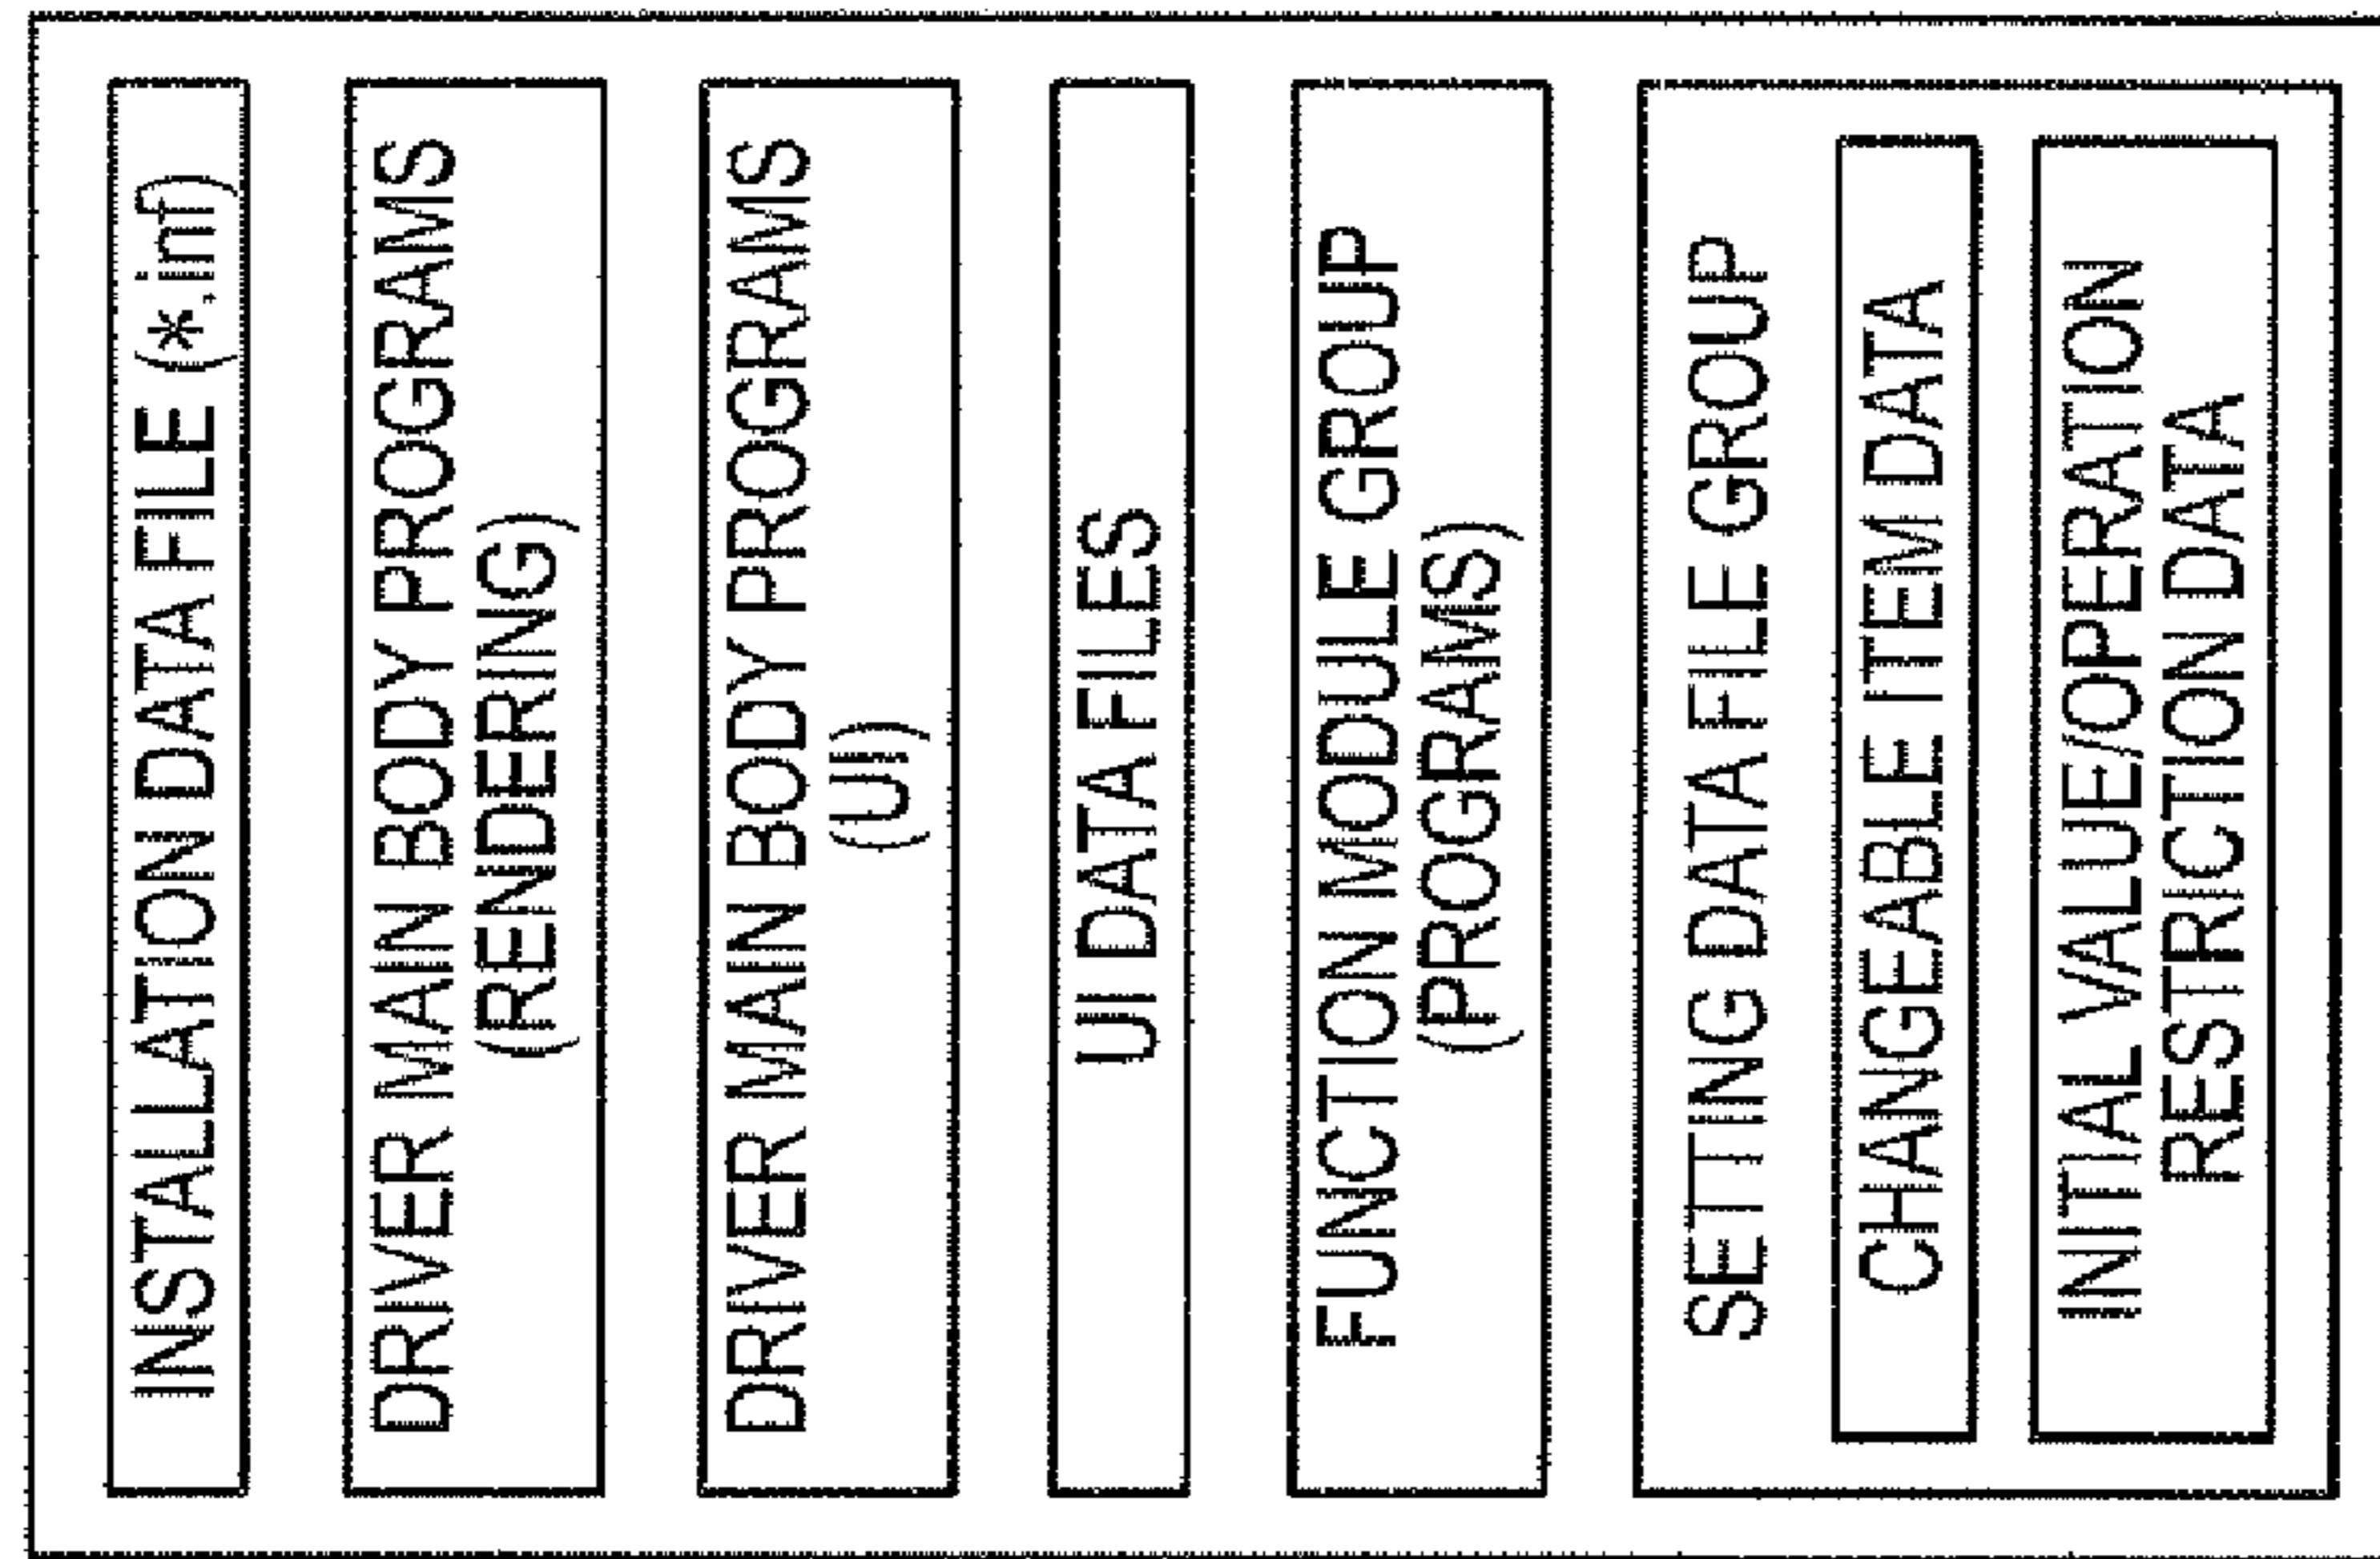 INSTALLATION DATA FILE (*.inf)
DRIVER MAIN BODY PROGRAMS
(RENDERING)
DRIVER MAIN BODY PROGRAMS
(UI)
UI DATA FILES
FUNCTION MODULE GROUP
(PROGRAMS)
SETTING DATA FILE GROUP
CHANGEABLE ITEM DATA
INITIAL VALUE/OPERATION
RESTRICTION DATA